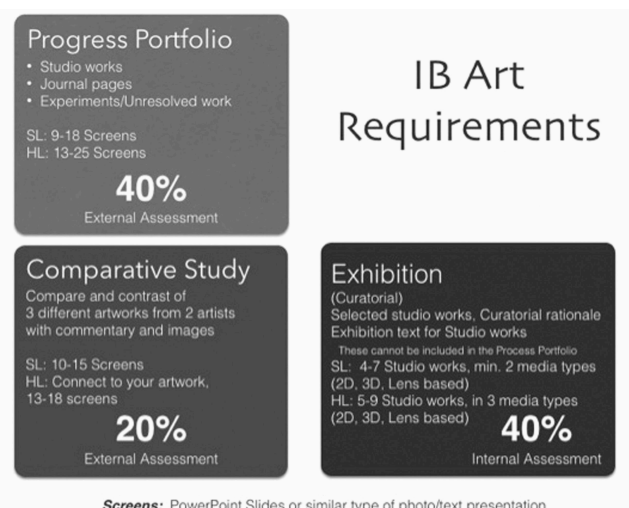 Progress Portfolio
• Studio works
• Journal pages
• Experiments/Unresolved work
SL: 9-18 Screens
HL: 13-25 Screens
40%
External Assessment
IB Art
Requirements
Comparative Study
Compare and contrast of
3 different artworks from 2 artists
with commentary and images
SL: 10-15 Screens
HL: Connect to your artwork,
13-18 screens
20%
External Assessment
Exhibition
(Curatorial)
Selected studio works, Curatorial rationale
Exhibition text for Studio works
These cannot be included in the Process Portfolio
SL: 4-7 Studio works, min. 2 media types
(2D, 3D, Lens based)
HL: 5-9 Studio works, in 3 media types
(2D, 3D, Lens based)
40%
Internal Assessment
Screens: PowerPoint Slides or similar type of photo/text presentation